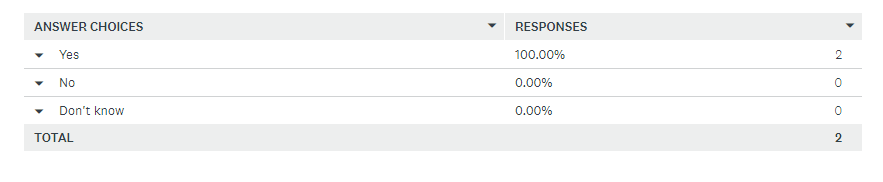 ANSWER CHOICES RESPONSES
Yes 100.00% 2
No 0.00% 0
Don't know 0.00% 0
TOTAL 2